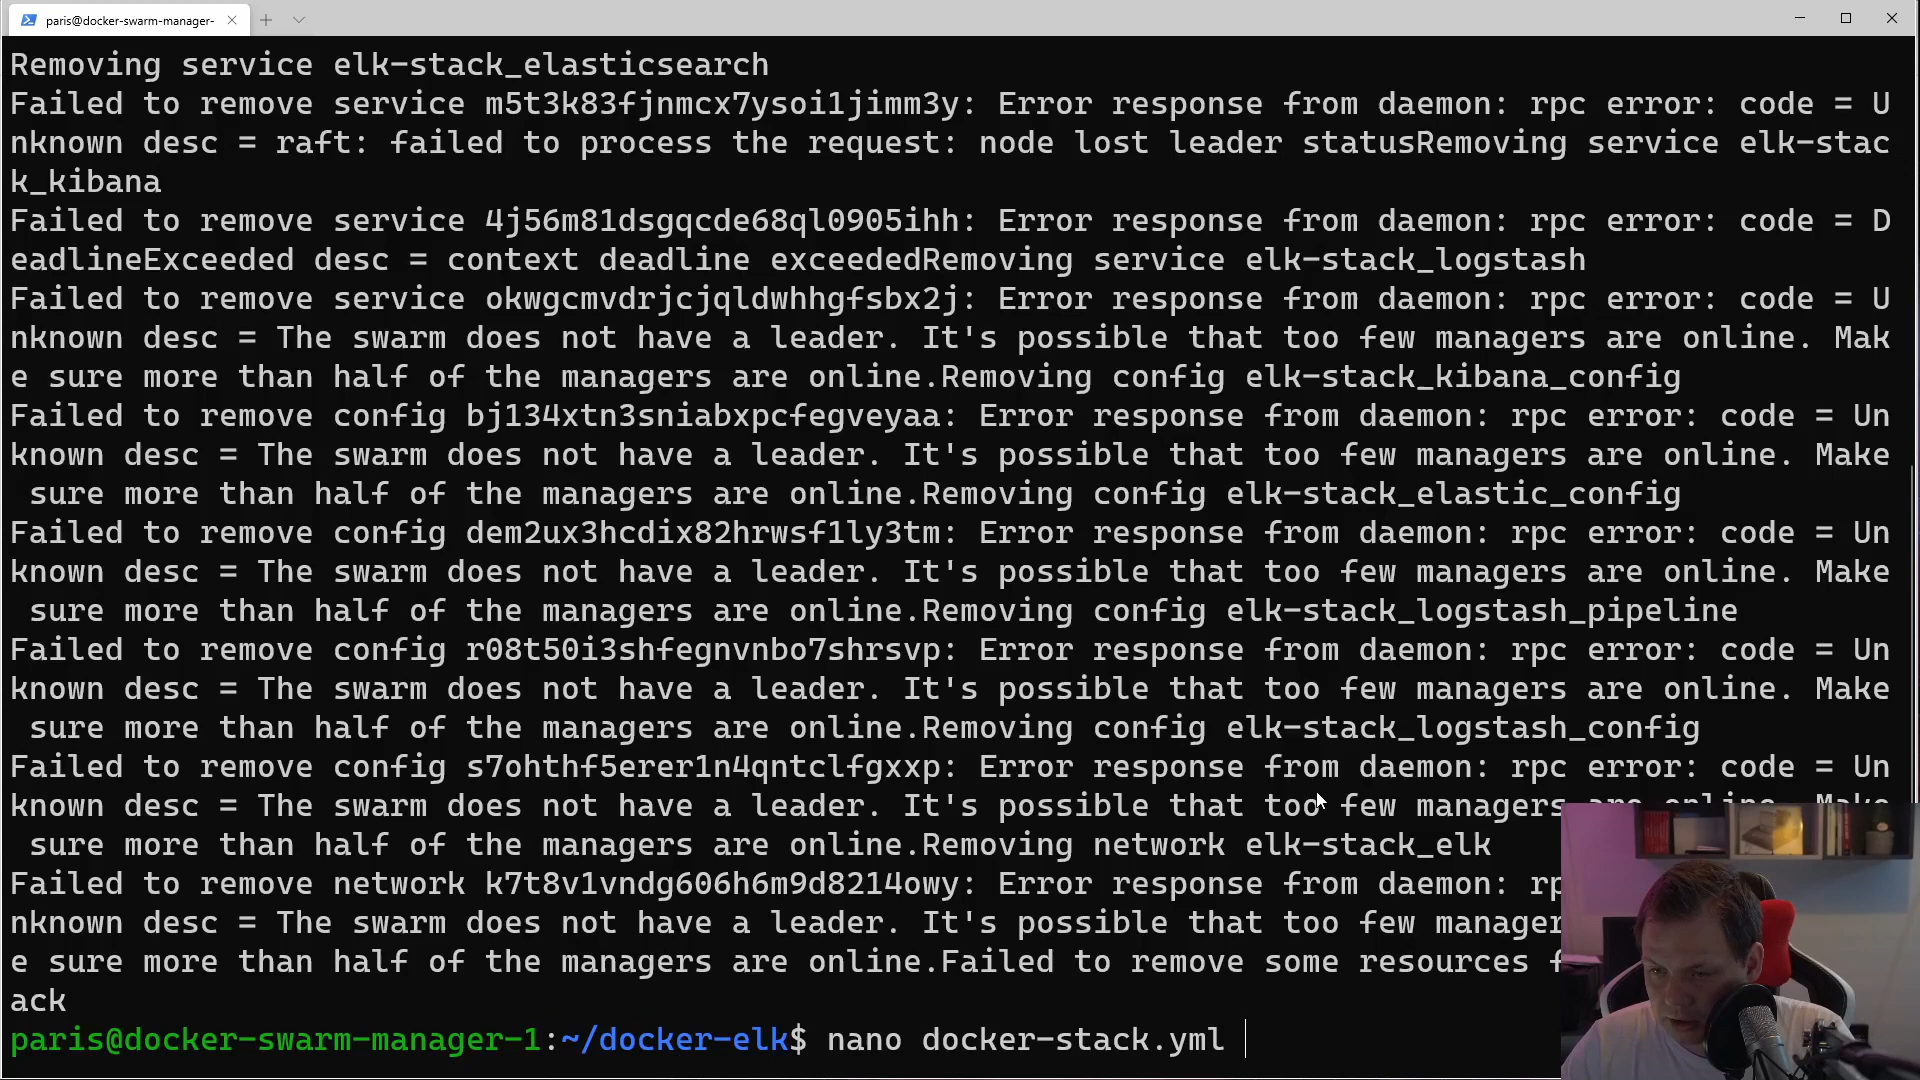 paris@docker-swarm-manager-
Removing service elk-stack_elasticsearch
Failed to remove service m5t3k83fjnmcx7ysoi1jimm3y: Error response from daemon: rpc error: code = U
nknown desc = raft: failed to process the request: node lost leader statusRemoving service elk-stac
k_kibana
Failed to remove service 4j56m81dsgqcde68ql0905ihh: Error response from daemon: rpc error: code = D
eadlineExceeded desc = context deadline exceededRemoving service elk-stack_logstash
Failed to remove service okwgcmvdrjcjqldwhhgfsbx2j: Error response from daemon: rpc error: code = U
nknown desc = The swarm does not have a leader. It's possible that too few managers are online. Mak
e sure more than half of the managers are online.Removing config elk-stack_kibana_config
Failed to remove config bj134xtn3sniabxpcfegveyaa: Error response from daemon: rpc error: code = Un
known desc = The swarm does not have a leader. It's possible that too few managers are online. Make
 sure more than half of the managers are online.Removing config elk-stack_elastic_config
Failed to remove config dem2ux3hcdix82hrwsf1ly3tm: Error response from daemon: rpc error: code = Un
known desc = The swarm does not have a leader. It's possible that too few managers are online. Make
 sure more than half of the managers are online.Removing config elk-stack_logstash_pipeline
Failed to remove config r08t50i3shfegnvnbo7shrsvp: Error response from daemon: rpc error: code = Un
known desc = The swarm does not have a leader. It's possible that too few managers are online. Make
 sure more than half of the managers are online.Removing config elk-stack_logstash_config
Failed to remove config s7ohthf5erer1n4qntclfgxxp: Error response from daemon: rpc error: code = Un
known desc = The swarm does not have a leader. It's possible that too few managers are online. Make
 sure more than half of the managers are online.Removing network elk-stack_elk
Failed to remove network k7t8v1vndg606h6m9d8214owy: Error response from daemon:
nknown desc = The swarm does not have a leader. It's possible that too few
e sure more than half of the managers are online.Failed to remove some resources
ack
paris@docker-swarm-manager-1:~/docker-elk$ nano docker-stack.yml